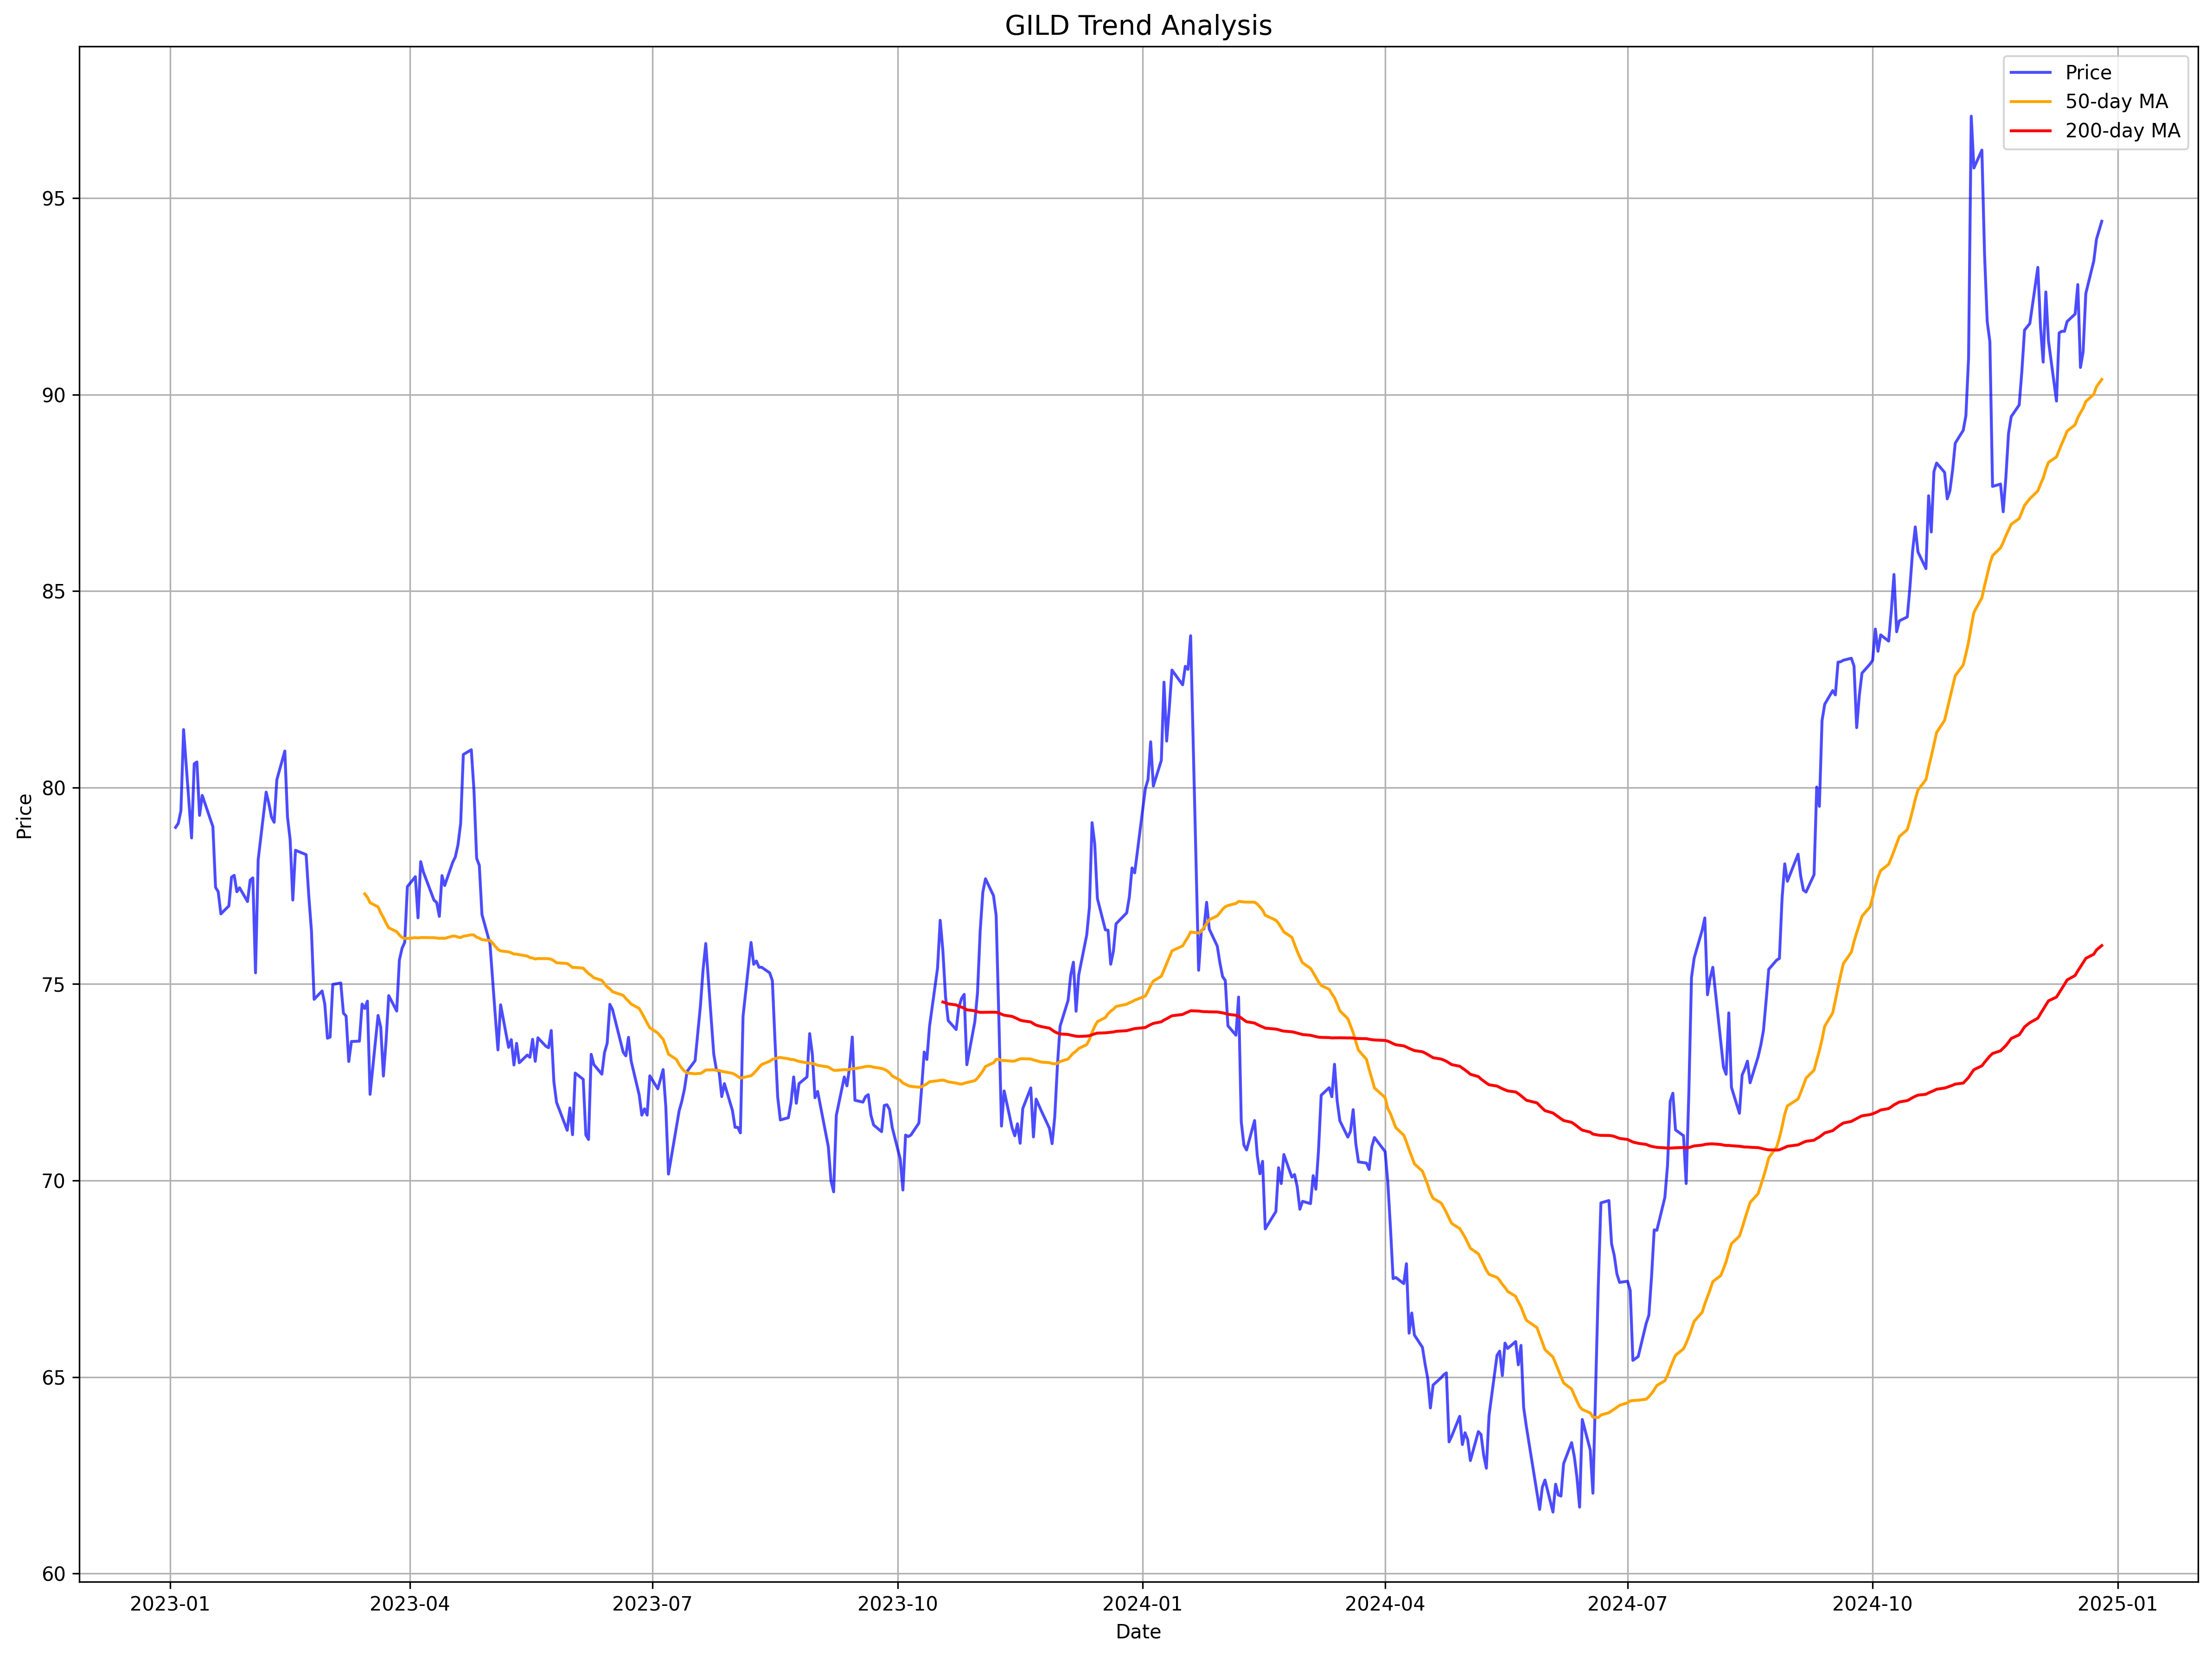 GILD Trend Analysis
Price
50-day MA
200-day MA
95
90
85
80
75
70
65
60
Price
2023-01
2023-04
2023-07
2023-10
2024-01
2024-04
2024-07
2024-10
2025-01
Date